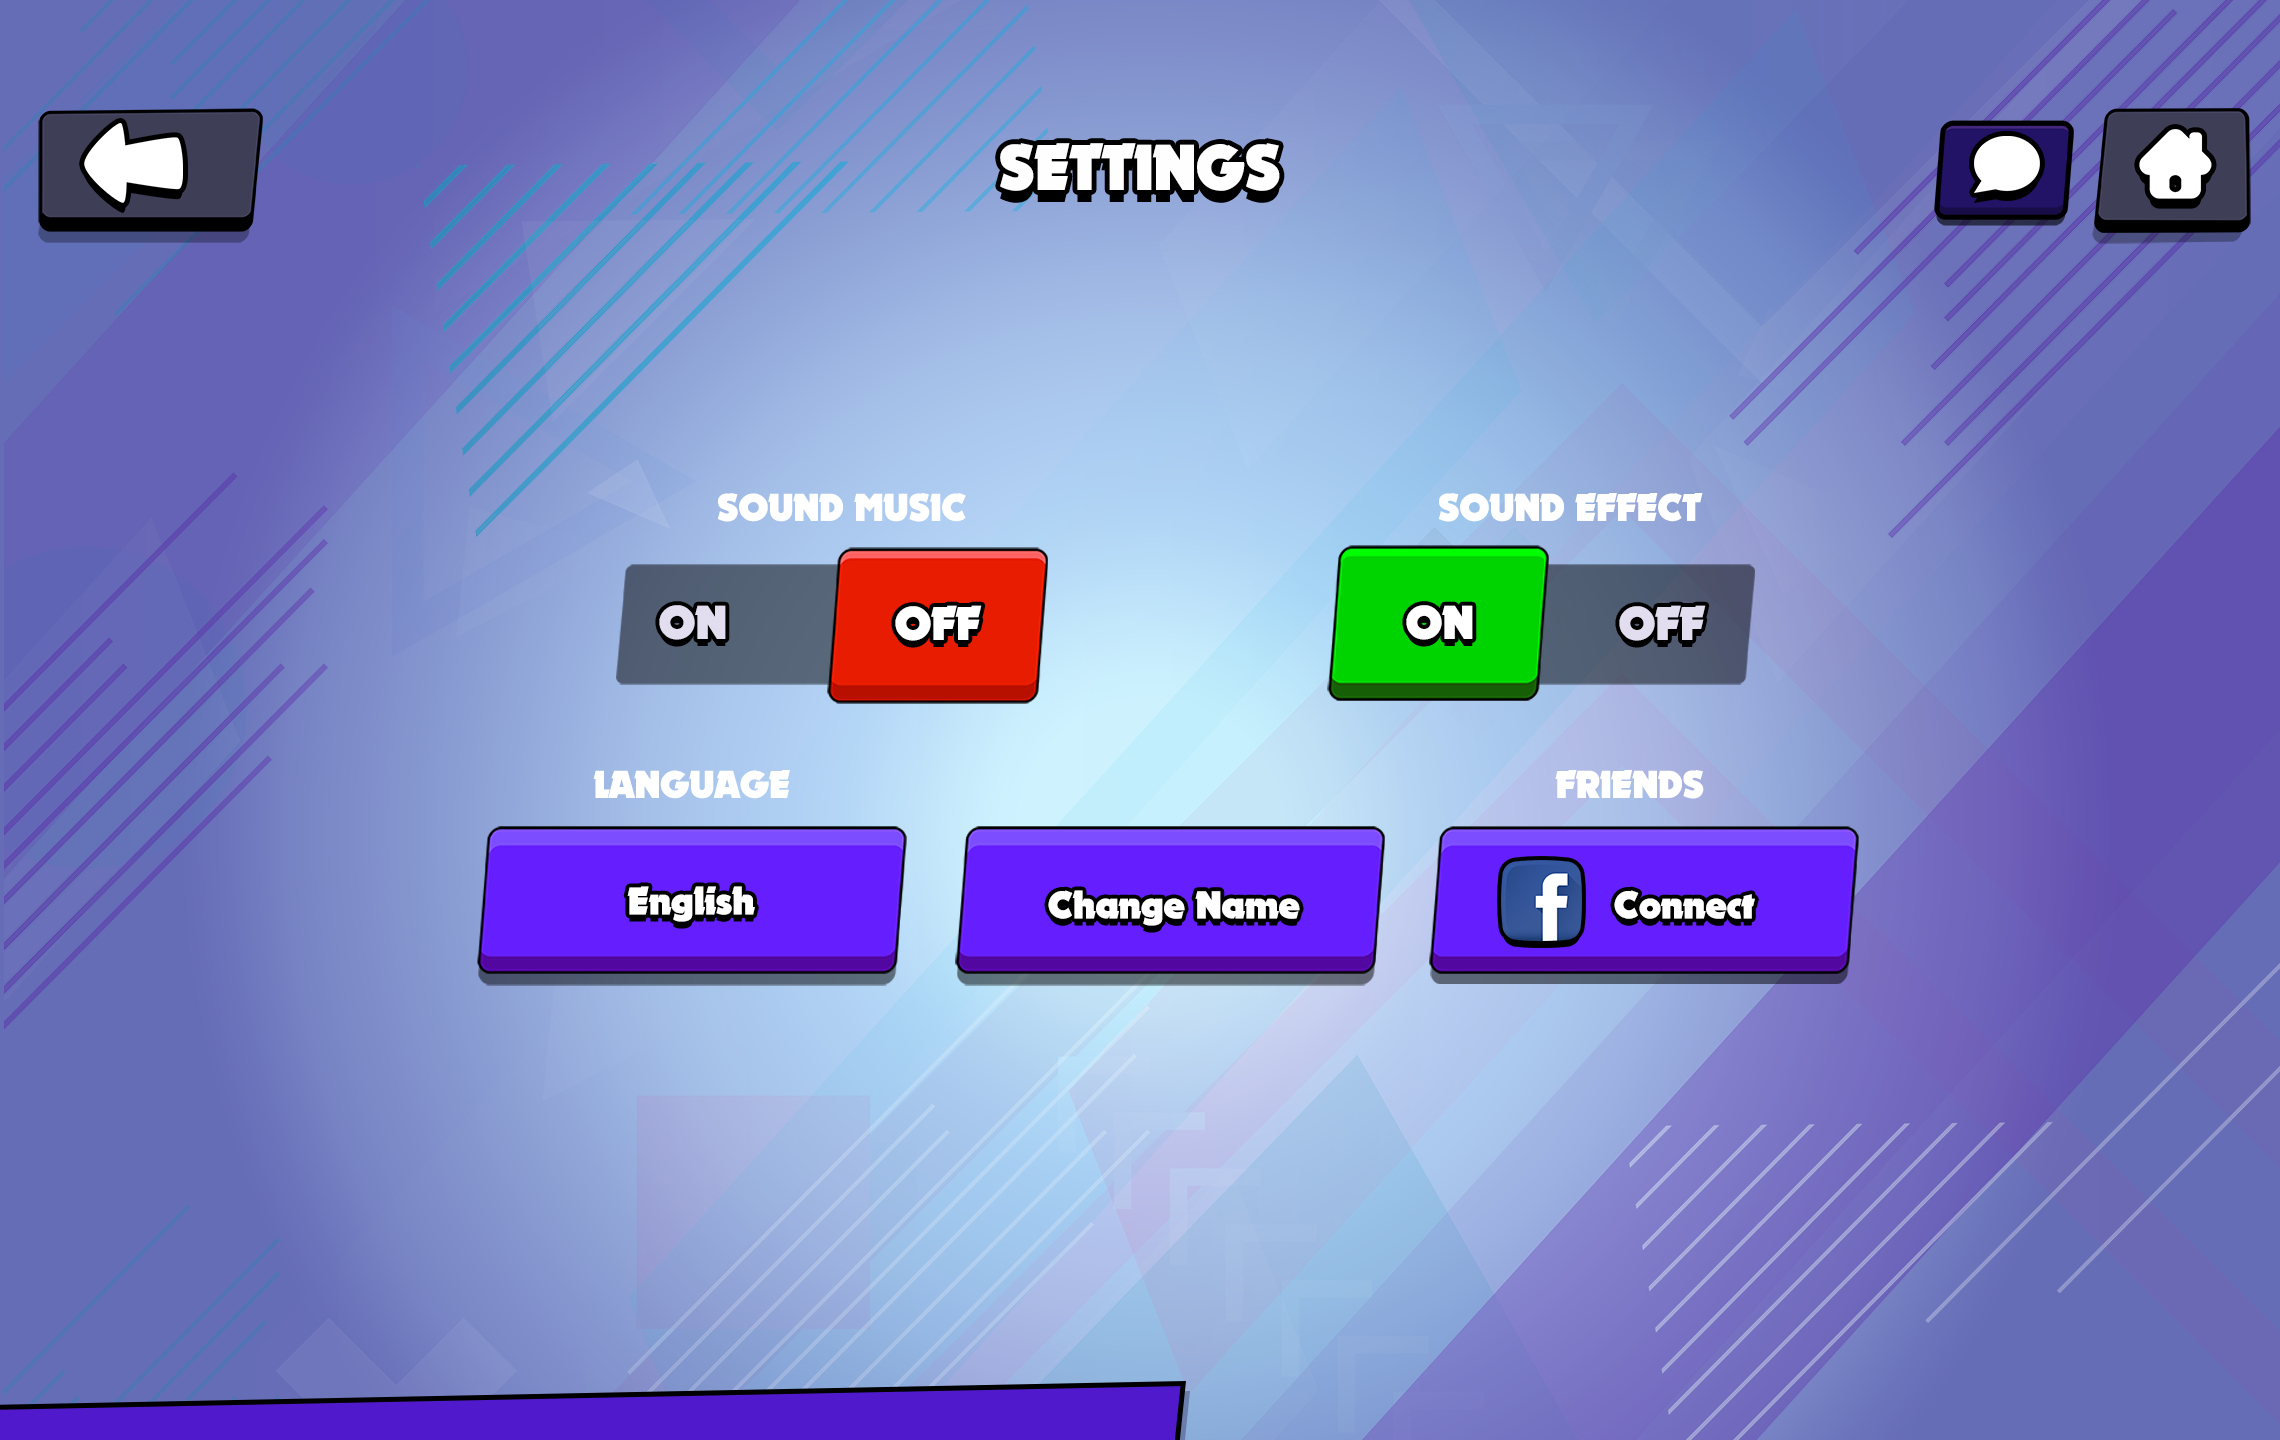 SETTINGS
SOUND MUSIC
SOUND EFFECT
ON
OFF
ON
OFF
LANGUAGE
FRIENDS
English
Change Name
f
Connect